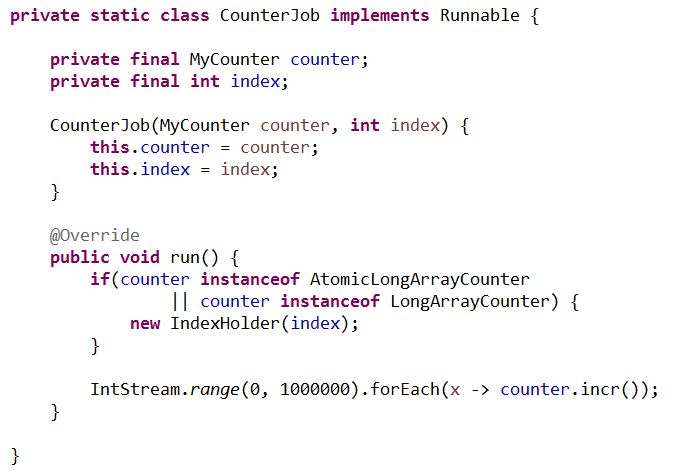 private static class CounterJob implements Runnable {
private final MyCounter counter;
private final int index;
CounterJob(MyCounter counter, int index) {
this.counter = counter;
this.index = index;
}
@Override
public void run() {
if(counter instanceof AtomicLongArrayCounter
|| counter instanceof LongArrayCounter) {
new IndexHolder(index);
}
IntStream.range(0, 1000000).forEach(x -> counter.incr());
}
}